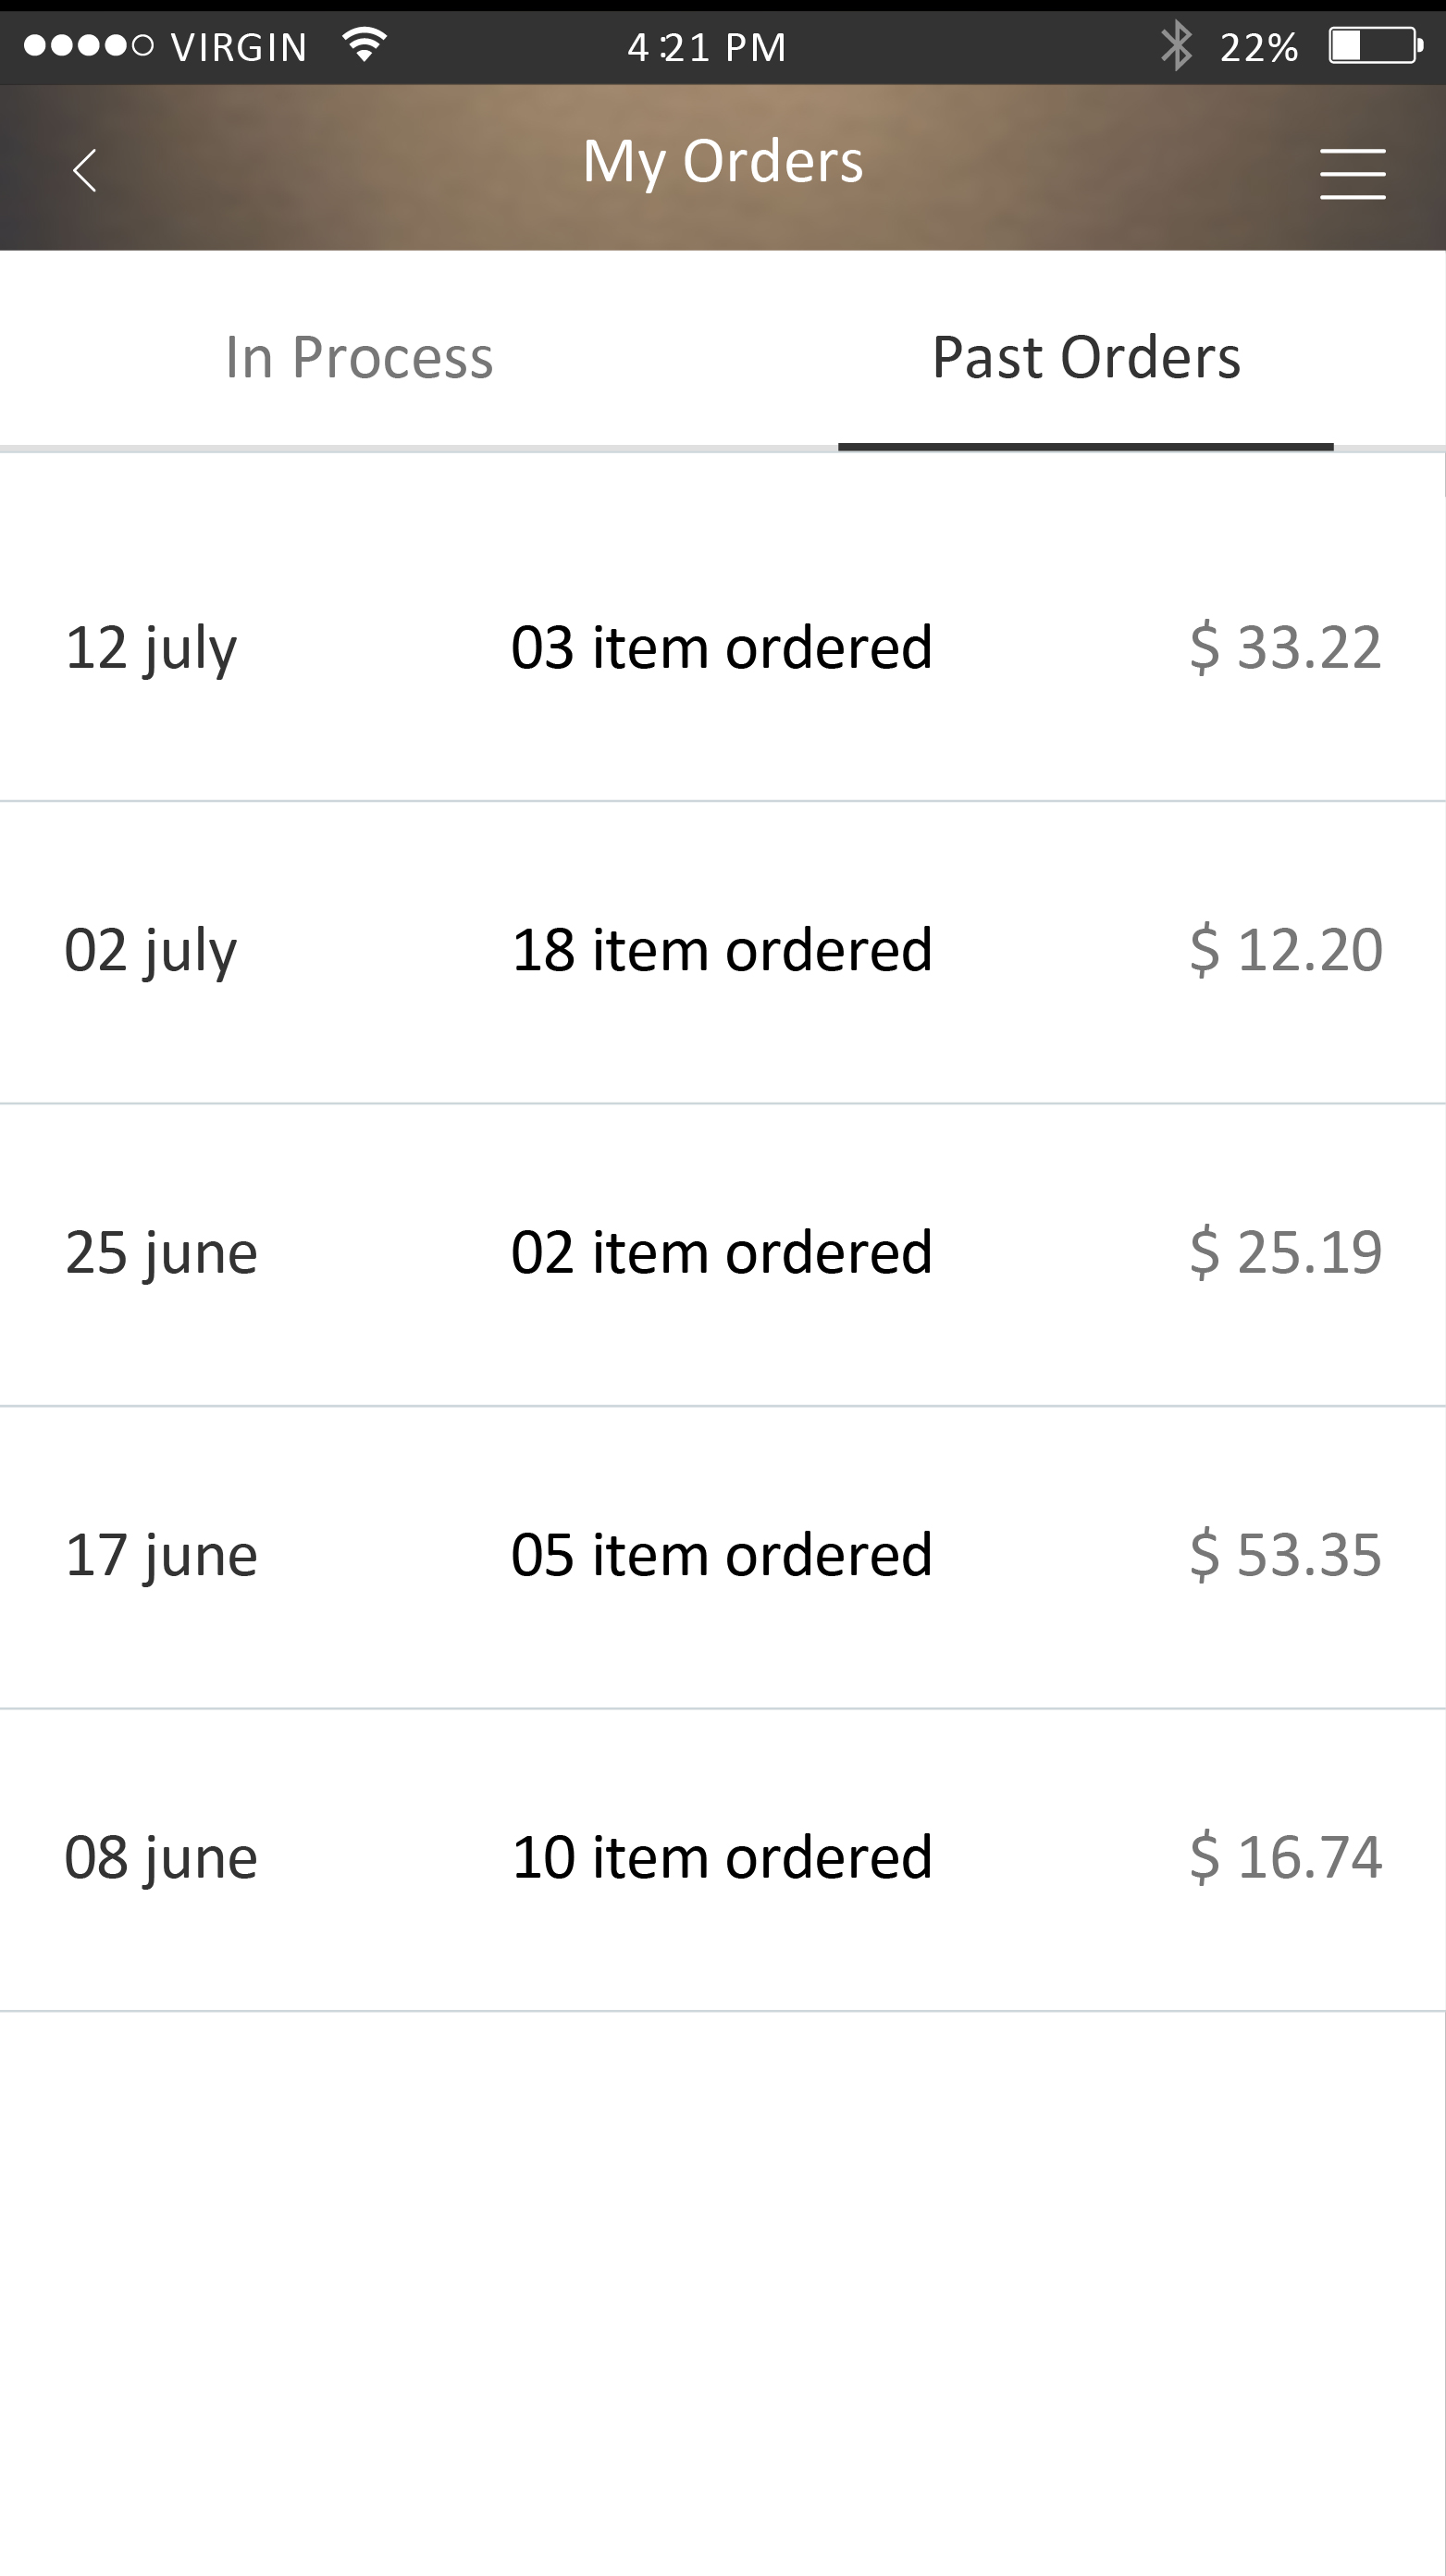 VIRGIN 4:21 PM 22%
My Orders
In Process Past Orders
12 july 03 item ordered $ 33.22
02 july 18 item ordered $ 12.20
25 june 02 item ordered $ 25.19
17 june 05 item ordered $ 53.35
08 june 10 item ordered $ 16.74